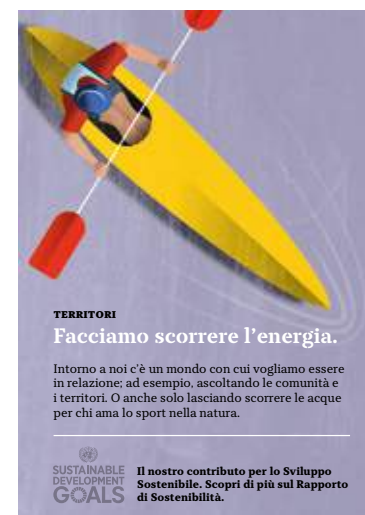 TERRITORI
Facciamo scorrere l'energia.
Intorno a noi c'è un mondo con cui vogliamo essere
in relazione; ad esempio, ascoltando le comunità e
i territori. O anche solo lasciando scorrere le acque
per chi ama lo sport nella natura.
SUSTAINABLE
DEVELOPMENT
GOALS
Il nostro contributo per lo Sviluppo
Sostenibile. Scopri di più sul Rapporto
di Sostenibilità.